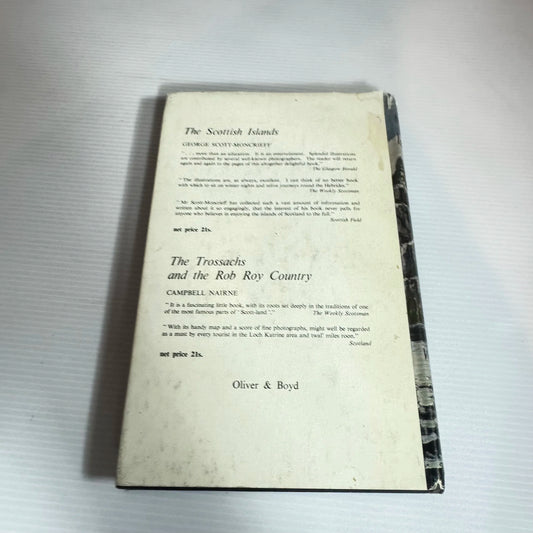 The Scottish Islands
GEORGE SCOTT-MONCRIEFF
". . . more than an education. It is an entertainment. Splendid illustrations
are contributed by several well-known photographers. The reader will return
again and again to the pages of this altogether delightful book."
The Glasgow Herald
"The illustrations are, as always, excellent. I can think of no better book
with which to sit on winter nights and relive journeys round the Hebrides."
The Weekly Scotsman
"Mr Scott-Moncrieff has collected such a vast amount of information and
written about it so engagingly, that the interest of his book never palls for
anyone who believes in enjoying the islands of Scotland to the full."
Scottish Field
net price 21s.
The Trossachs
and the Rob Roy Country
CAMPBELL NAIRNE
"It is a fascinating little book, with its roots set deeply in the traditions of one
of the most famous parts of 'Scott-land'." The Weekly Scotsman
"With its handy map and a score of fine photographs, might well be regarded
as a must by every tourist in the Loch Katrine area and twal' miles roon."
Scotland
net price 21s.
Oliver & Boyd